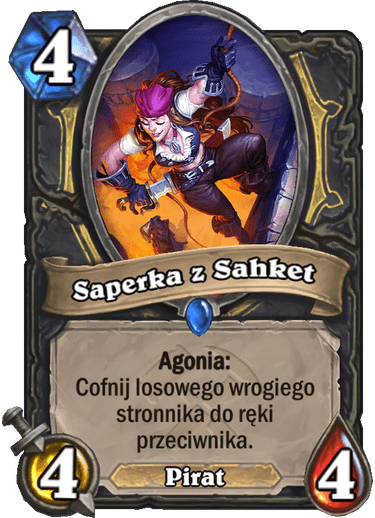 4
Saperka z Sahket
Agonia:
Cofnij losowego wrogiego
stronnika do ręki
przeciwnika.
4
Pirat
4